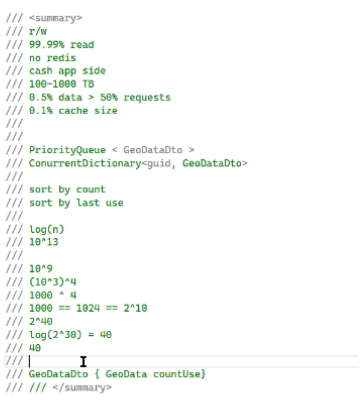 /// <summary>
/// r/w
/// 99.99% read
/// no redis
/// cash app side
/// 100-1000 TB
/// 0.5% data > 50% requests
/// 0.1% cache size
///
///
/// PriorityQueue < GeoDataDto >
/// ConurrentDictionary<guid, GeoDataDto>
///
/// sort by count
/// sort by last use
///
/// log(n)
/// 10^13
///
/// 10^9
/// (10^3)^4
/// 1000 ^ 4
/// 1000 == 1024 == 2^10
/// 2^40
/// log(2^30) = 40
/// 40
///
/// GeoDataDto { GeoData countUse}
/// /// </summary>